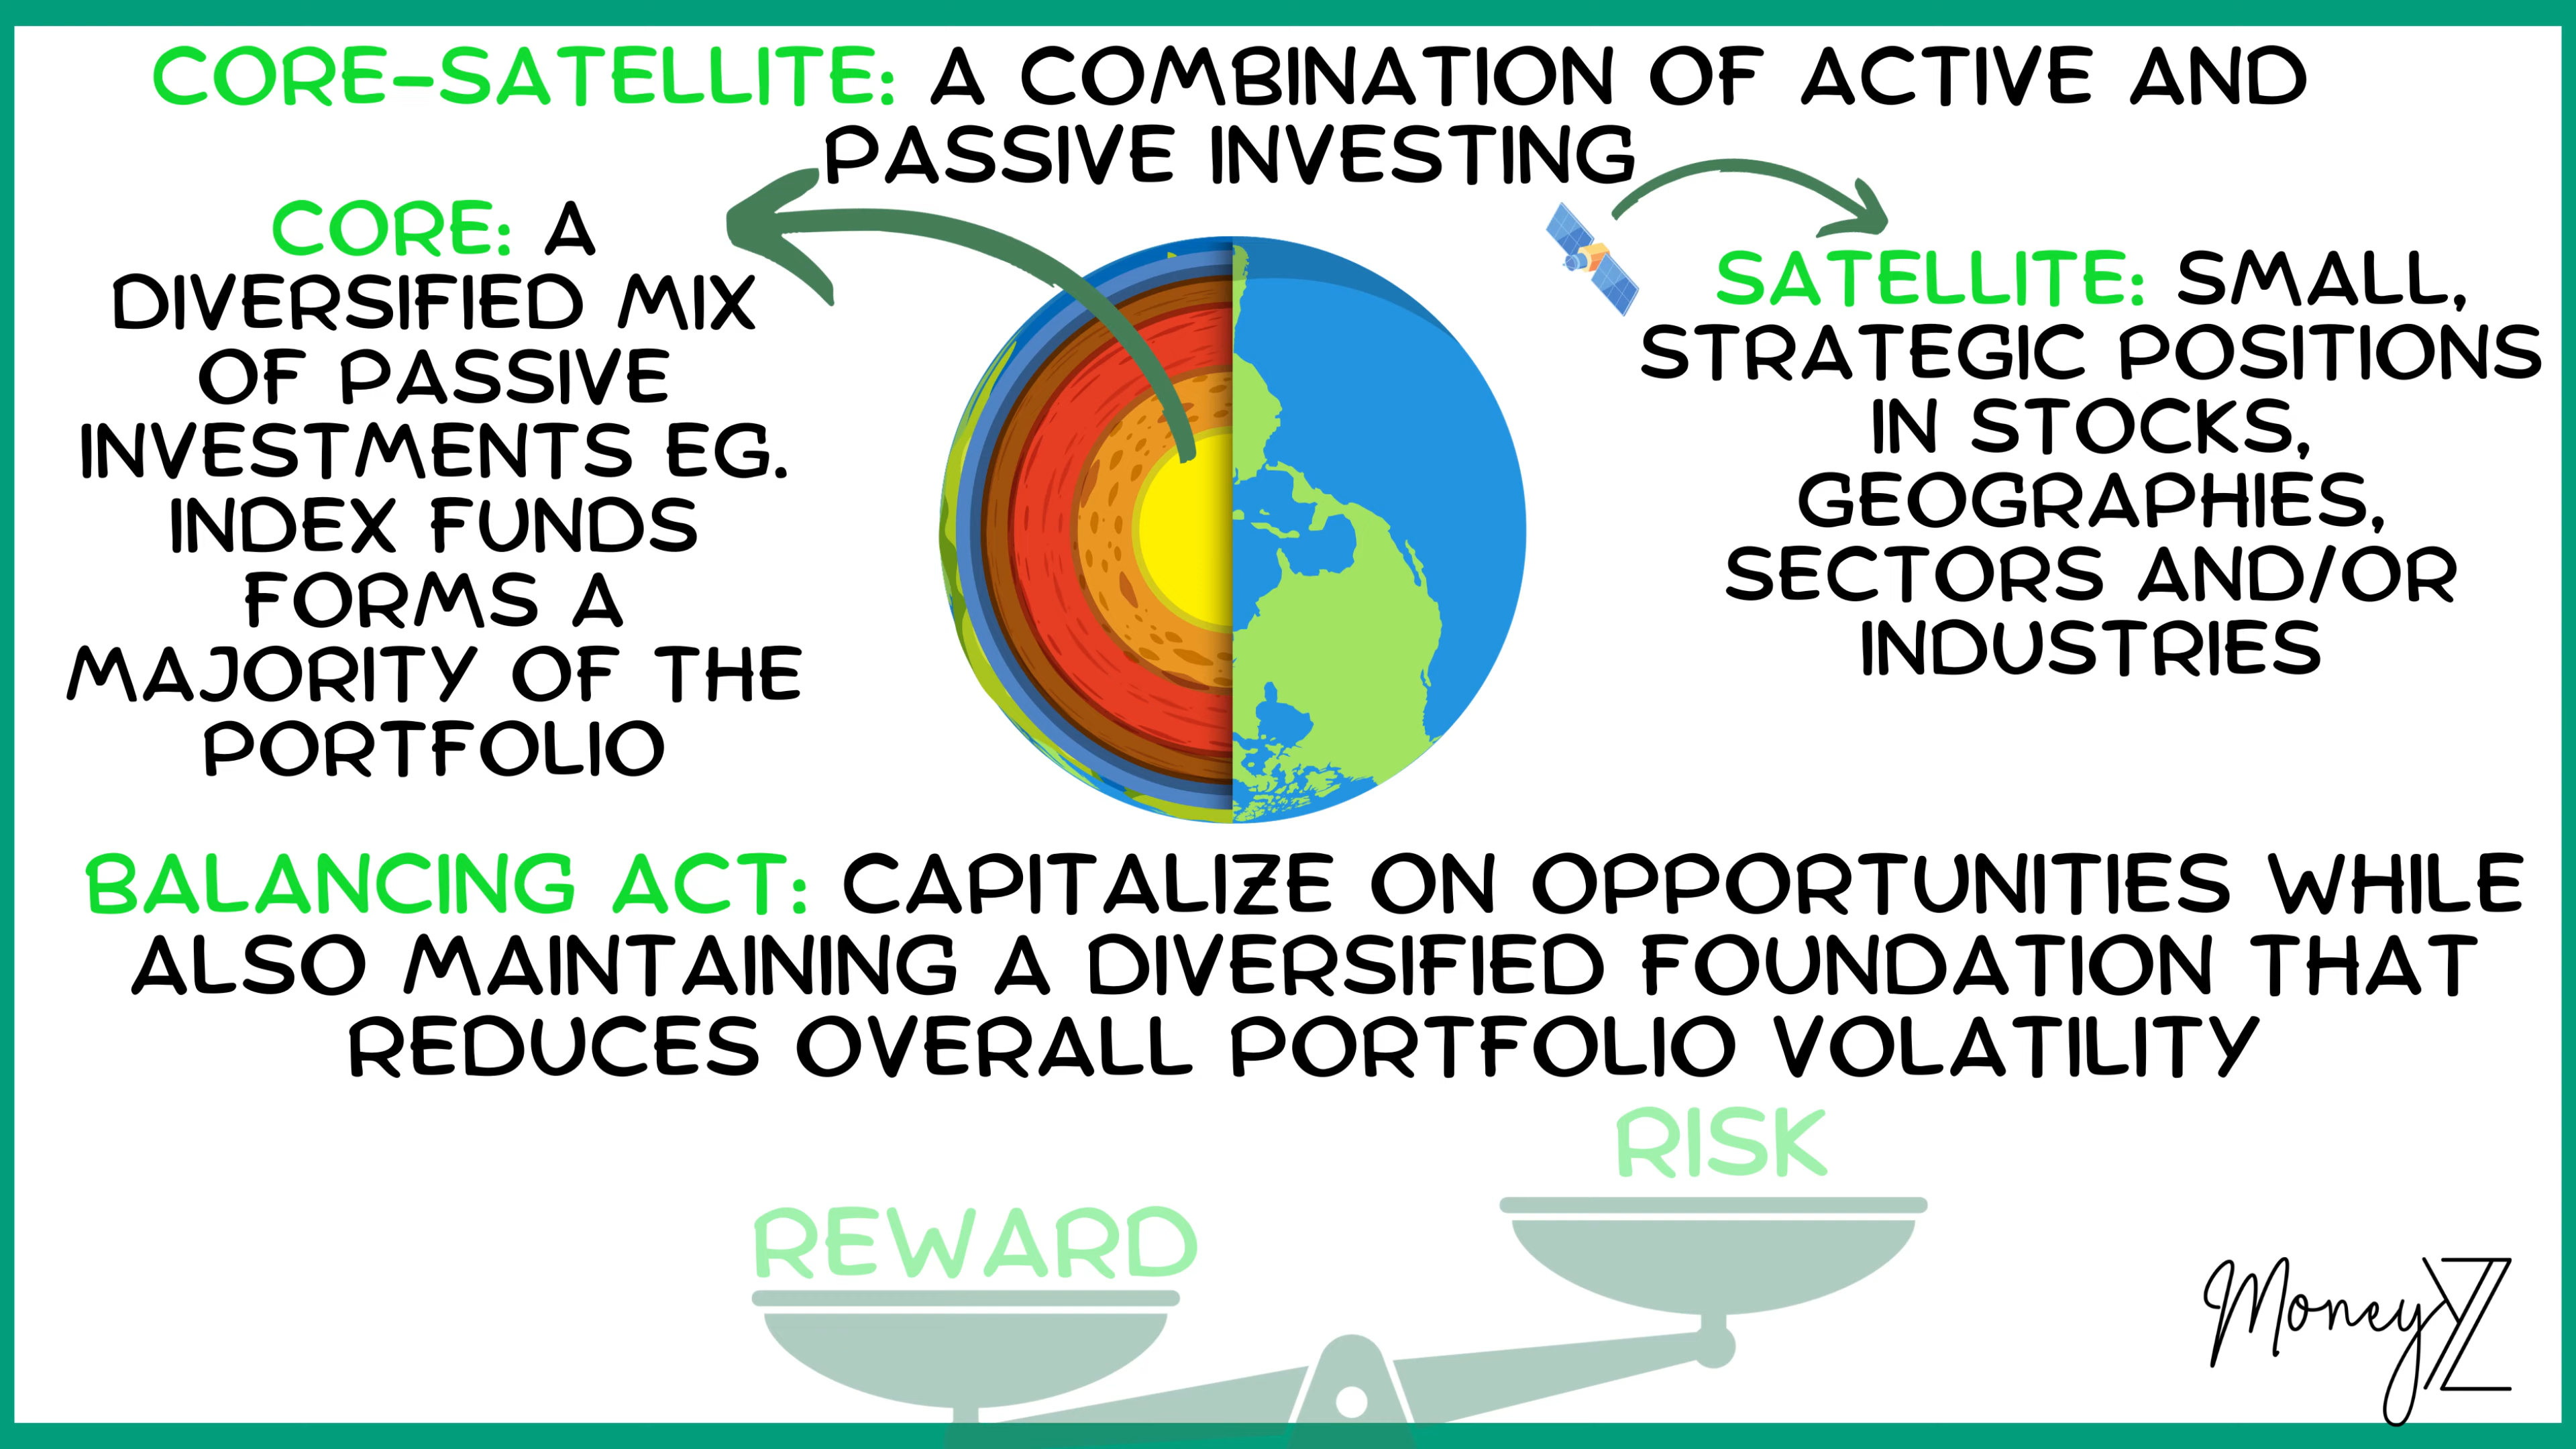 CORE-SATELLITE: A COMBINATION OF ACTIVE AND
PASSIVE INVESTING
CORE: A
DIVERSIFIED MIX
OF PASSIVE
INVESTMENTS EG.
INDEX FUNDS
FORMS A
MAJORITY OF THE
PORTFOLIO
SATELLITE: SMALL,
STRATEGIC POSITIONS
IN STOCKS,
GEOGRAPHIES,
SECTORS AND/OR
INDUSTRIES
BALANCING ACT: CAPITALIZE ON OPPORTUNITIES WHILE
ALSO MAINTAINING A DIVERSIFIED FOUNDATION THAT
REDUCES OVERALL PORTFOLIO VOLATILITY
RISK
REWARD
MoneyYZ